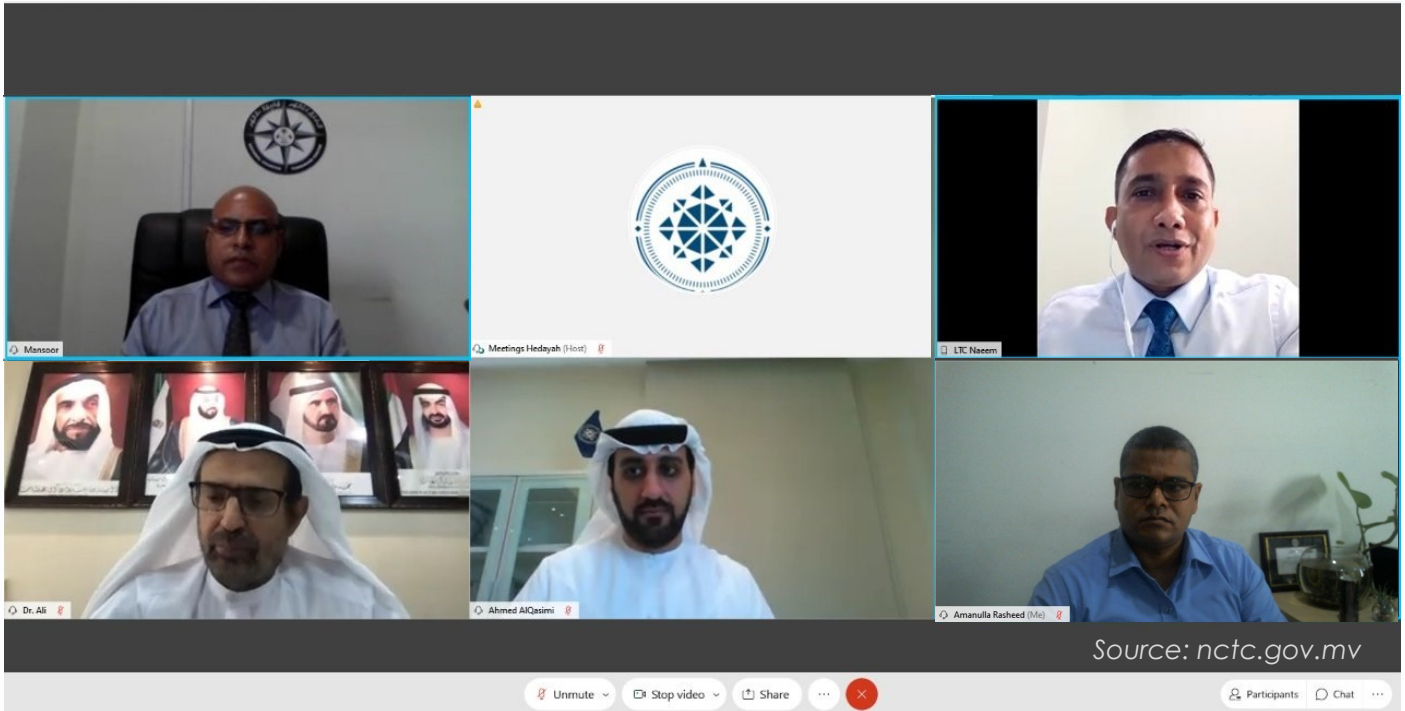 Mansoor
Meetings Hedayah (Host)
LTC Naeem
Dr. Ali
Ahmed AlQasimi
Amanulla Rasheed (Me)
Source: nctc.gov.mv
Unmute
Stop video
Share
Participants
Chat